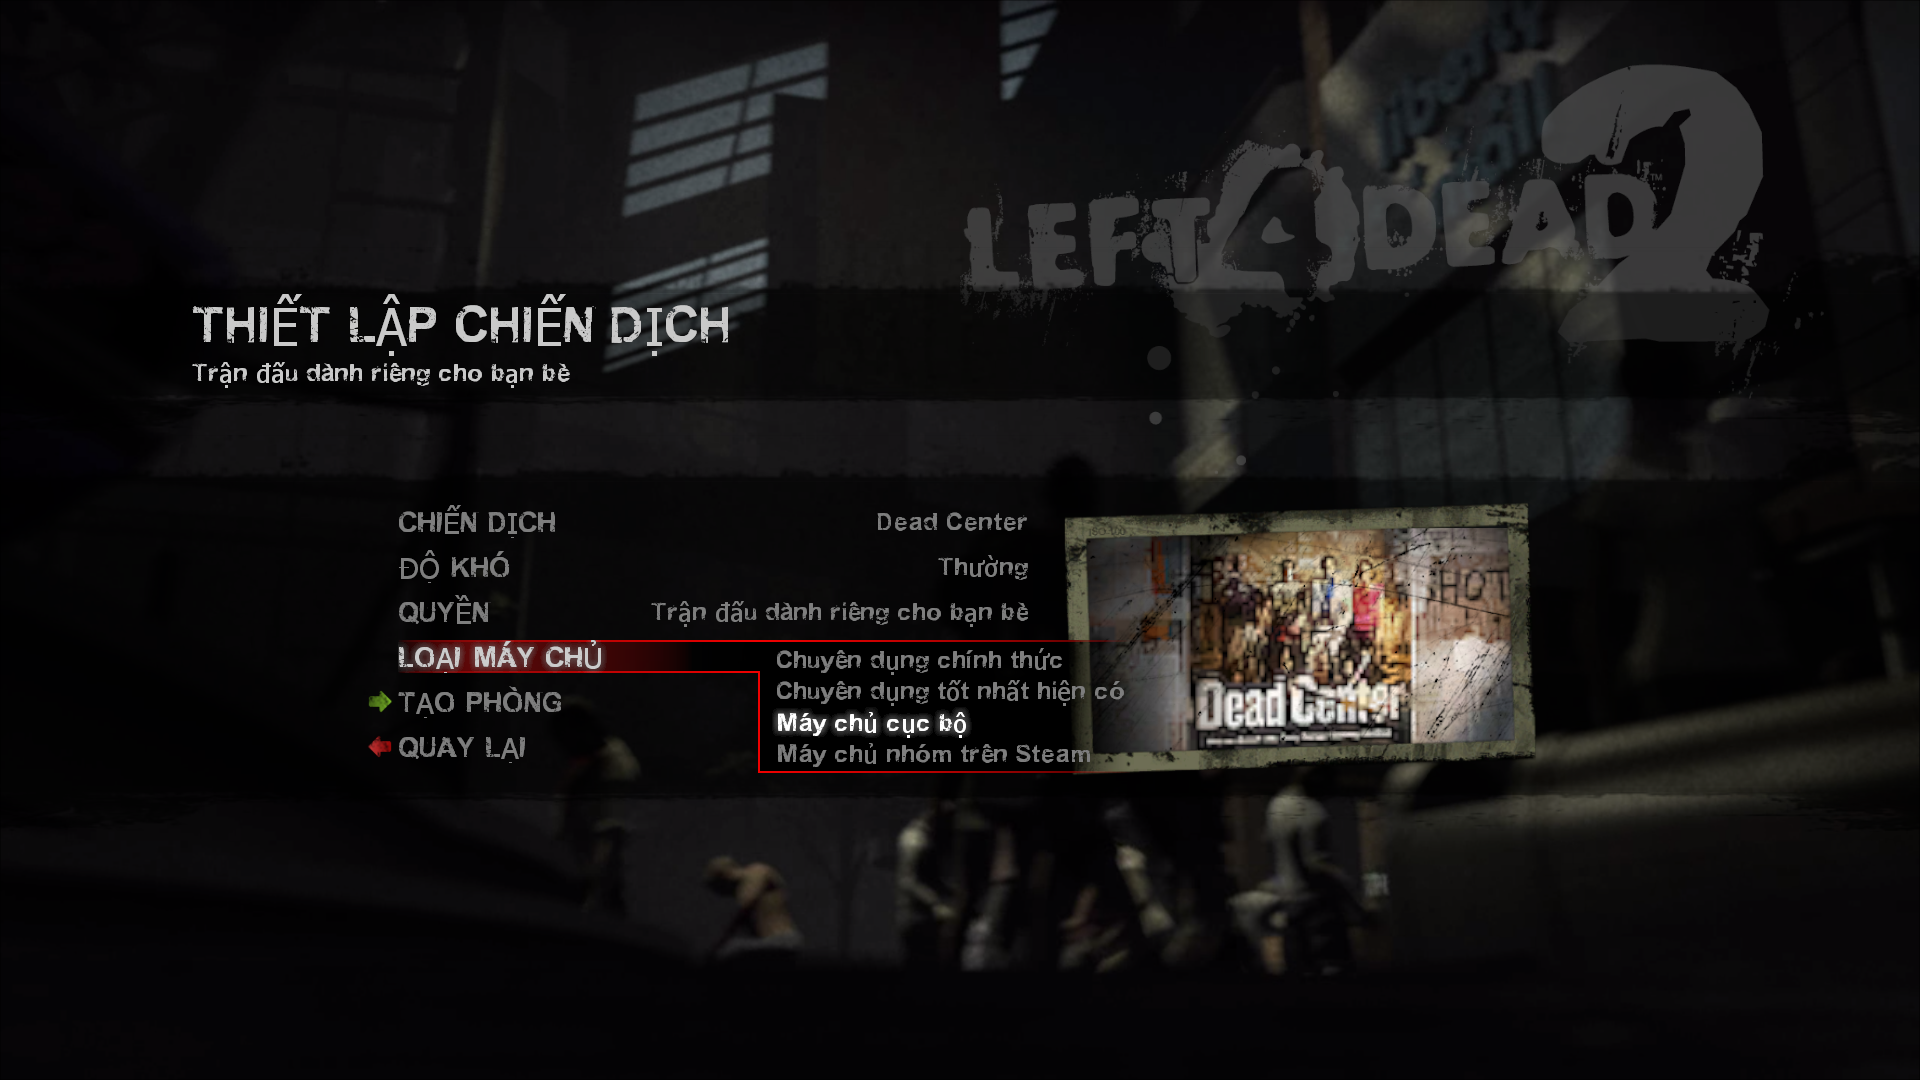 LEFT 4 DEAD 2™
THIẾT LẬP CHIẾN DỊCH
Trận đấu dành riêng cho bạn bè
CHIẾN DỊCH Dead Center
ĐỘ KHÓ Thường
QUYỀN Trận đấu dành riêng cho bạn bè
LOẠI MÁY CHỦ
Chuyên dụng chính thức
Chuyên dụng tốt nhất hiện có
Máy chủ cục bộ
Máy chủ nhóm trên Steam
TẠO PHÒNG
QUAY LẠI
Dead Center